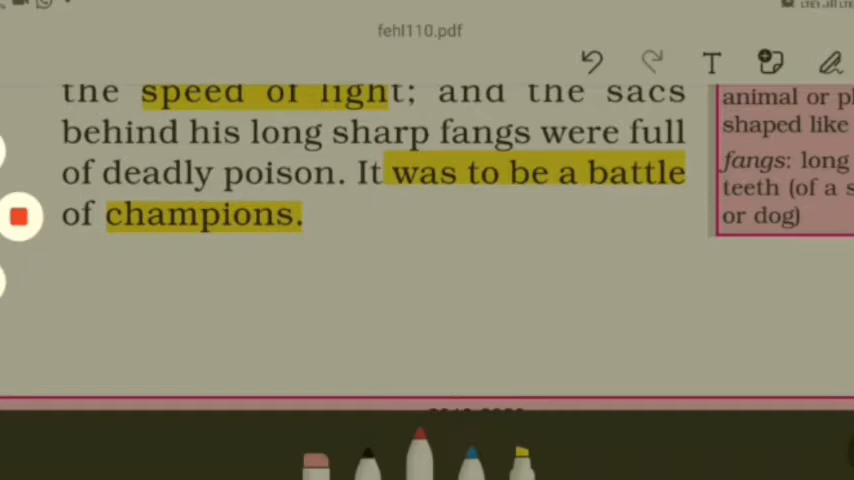 fehl110.pdf
the speed of light; and the sacs
behind his long sharp fangs were full
of deadly poison. It was to be a battle
of champions.
animal or pl
shaped like
fangs: long
teeth (of a s
or dog)